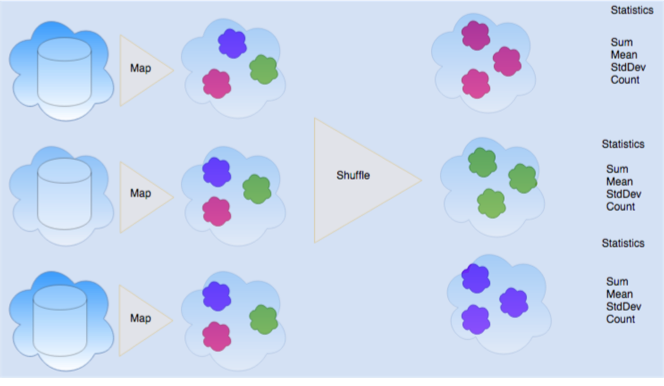 Statistics
Sum
Mean
StdDev
Count
Map
Map
Shuffle
Statistics
Sum
Mean
StdDev
Count
Statistics
Sum
Mean
StdDev
Count
Map